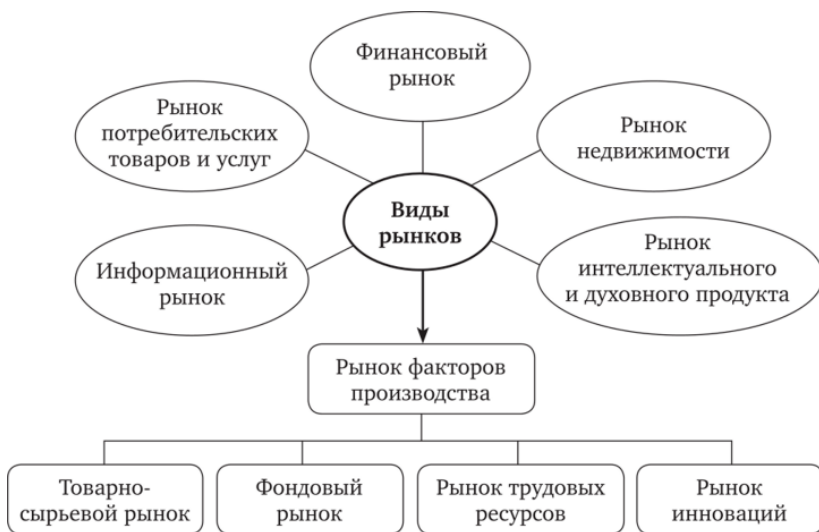 Финансовый
рынок
Рынок
потребительских
товаров и услуг
Рынок
недвижимости
Виды
рынков
Информационный
рынок
Рынок
интеллектуального
и духовного продукта
Рынок факторов
производства
Товарно-
сырьевой рынок
Фондовый
рынок
Рынок трудовых
ресурсов
Рынок
инноваций